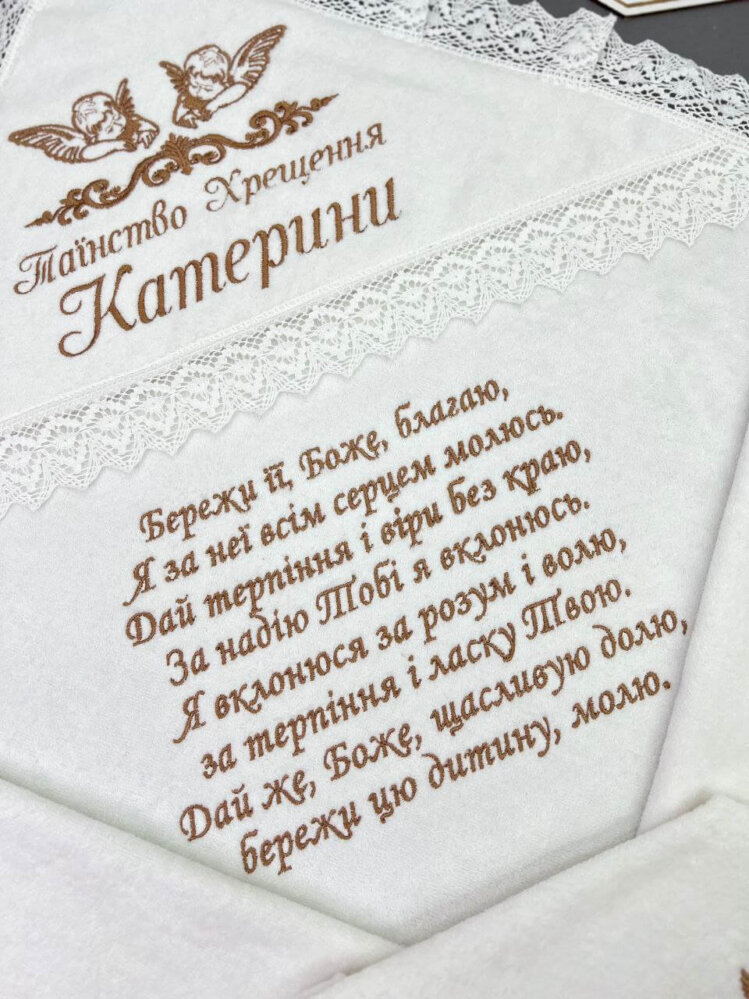 Таїнство Хрещення
Катерини
Бережи її, Боже, благаю,
Я за неї всім серцем молюсь.
Дай терпіння і віри без краю,
За надію Тобі я вклонюсь.
Я вклонюся за розум і волю,
за терпіння і ласку Твою.
Дай же, Боже, щасливую долю,
бережи цю дитину, молю.